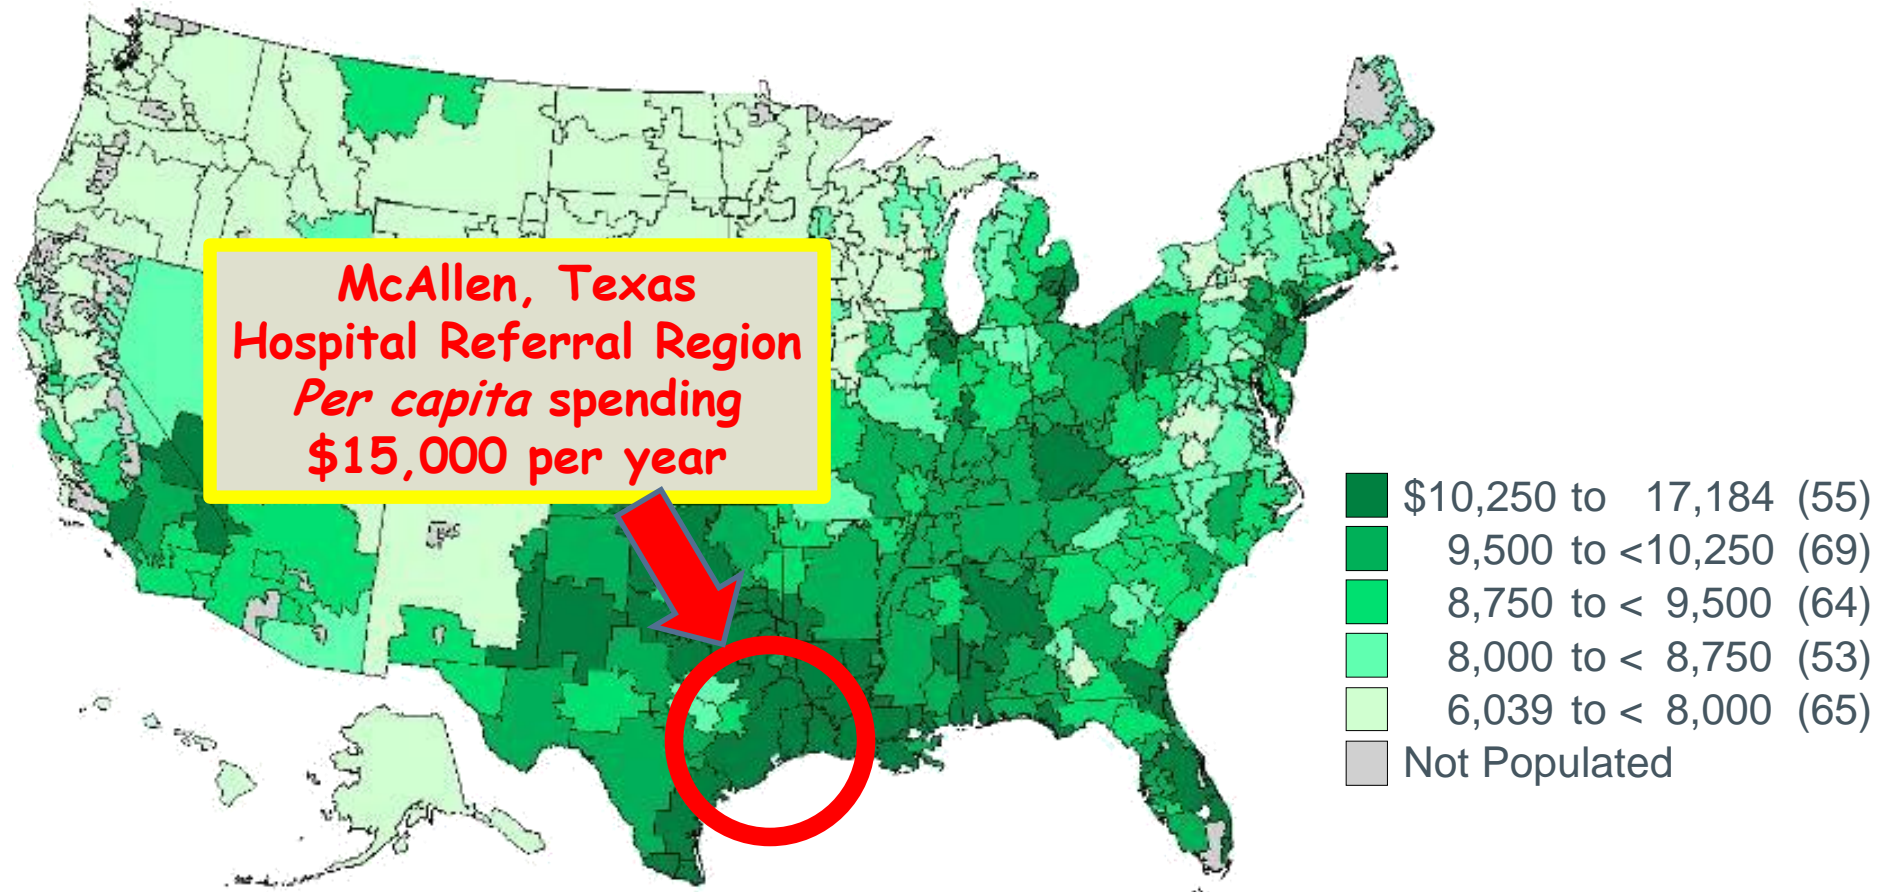 McAllen, Texas
Hospital Referral Region
Per capita spending
$15,000 per year
$10,250 to 17,184 (55)
9,500 to <10,250 (69)
8,750 to < 9,500 (64)
8,000 to < 8,750 (53)
6,039 to < 8,000 (65)
Not Populated